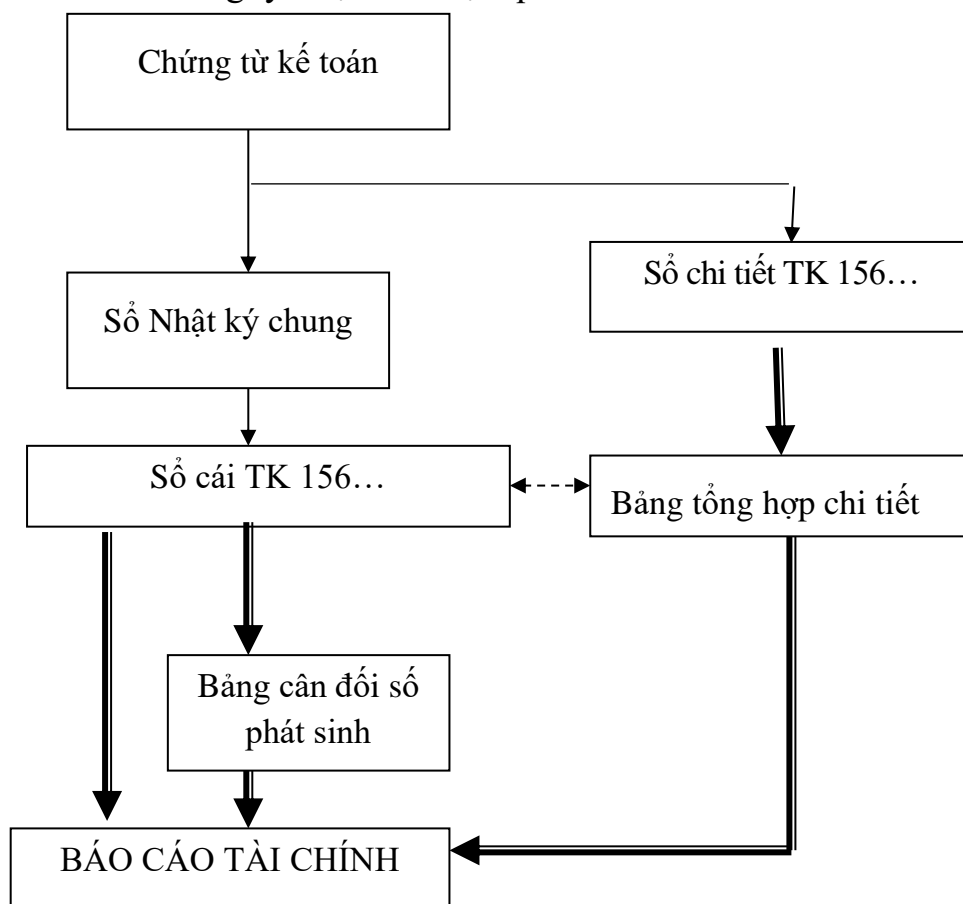 Chứng từ kế toán
Sổ chi tiết TK 156…
Sổ Nhật ký chung
Sổ cái TK 156…
Bảng tổng hợp chi tiết
Bảng cân đối số
phát sinh
BÁO CÁO TÀI CHÍNH